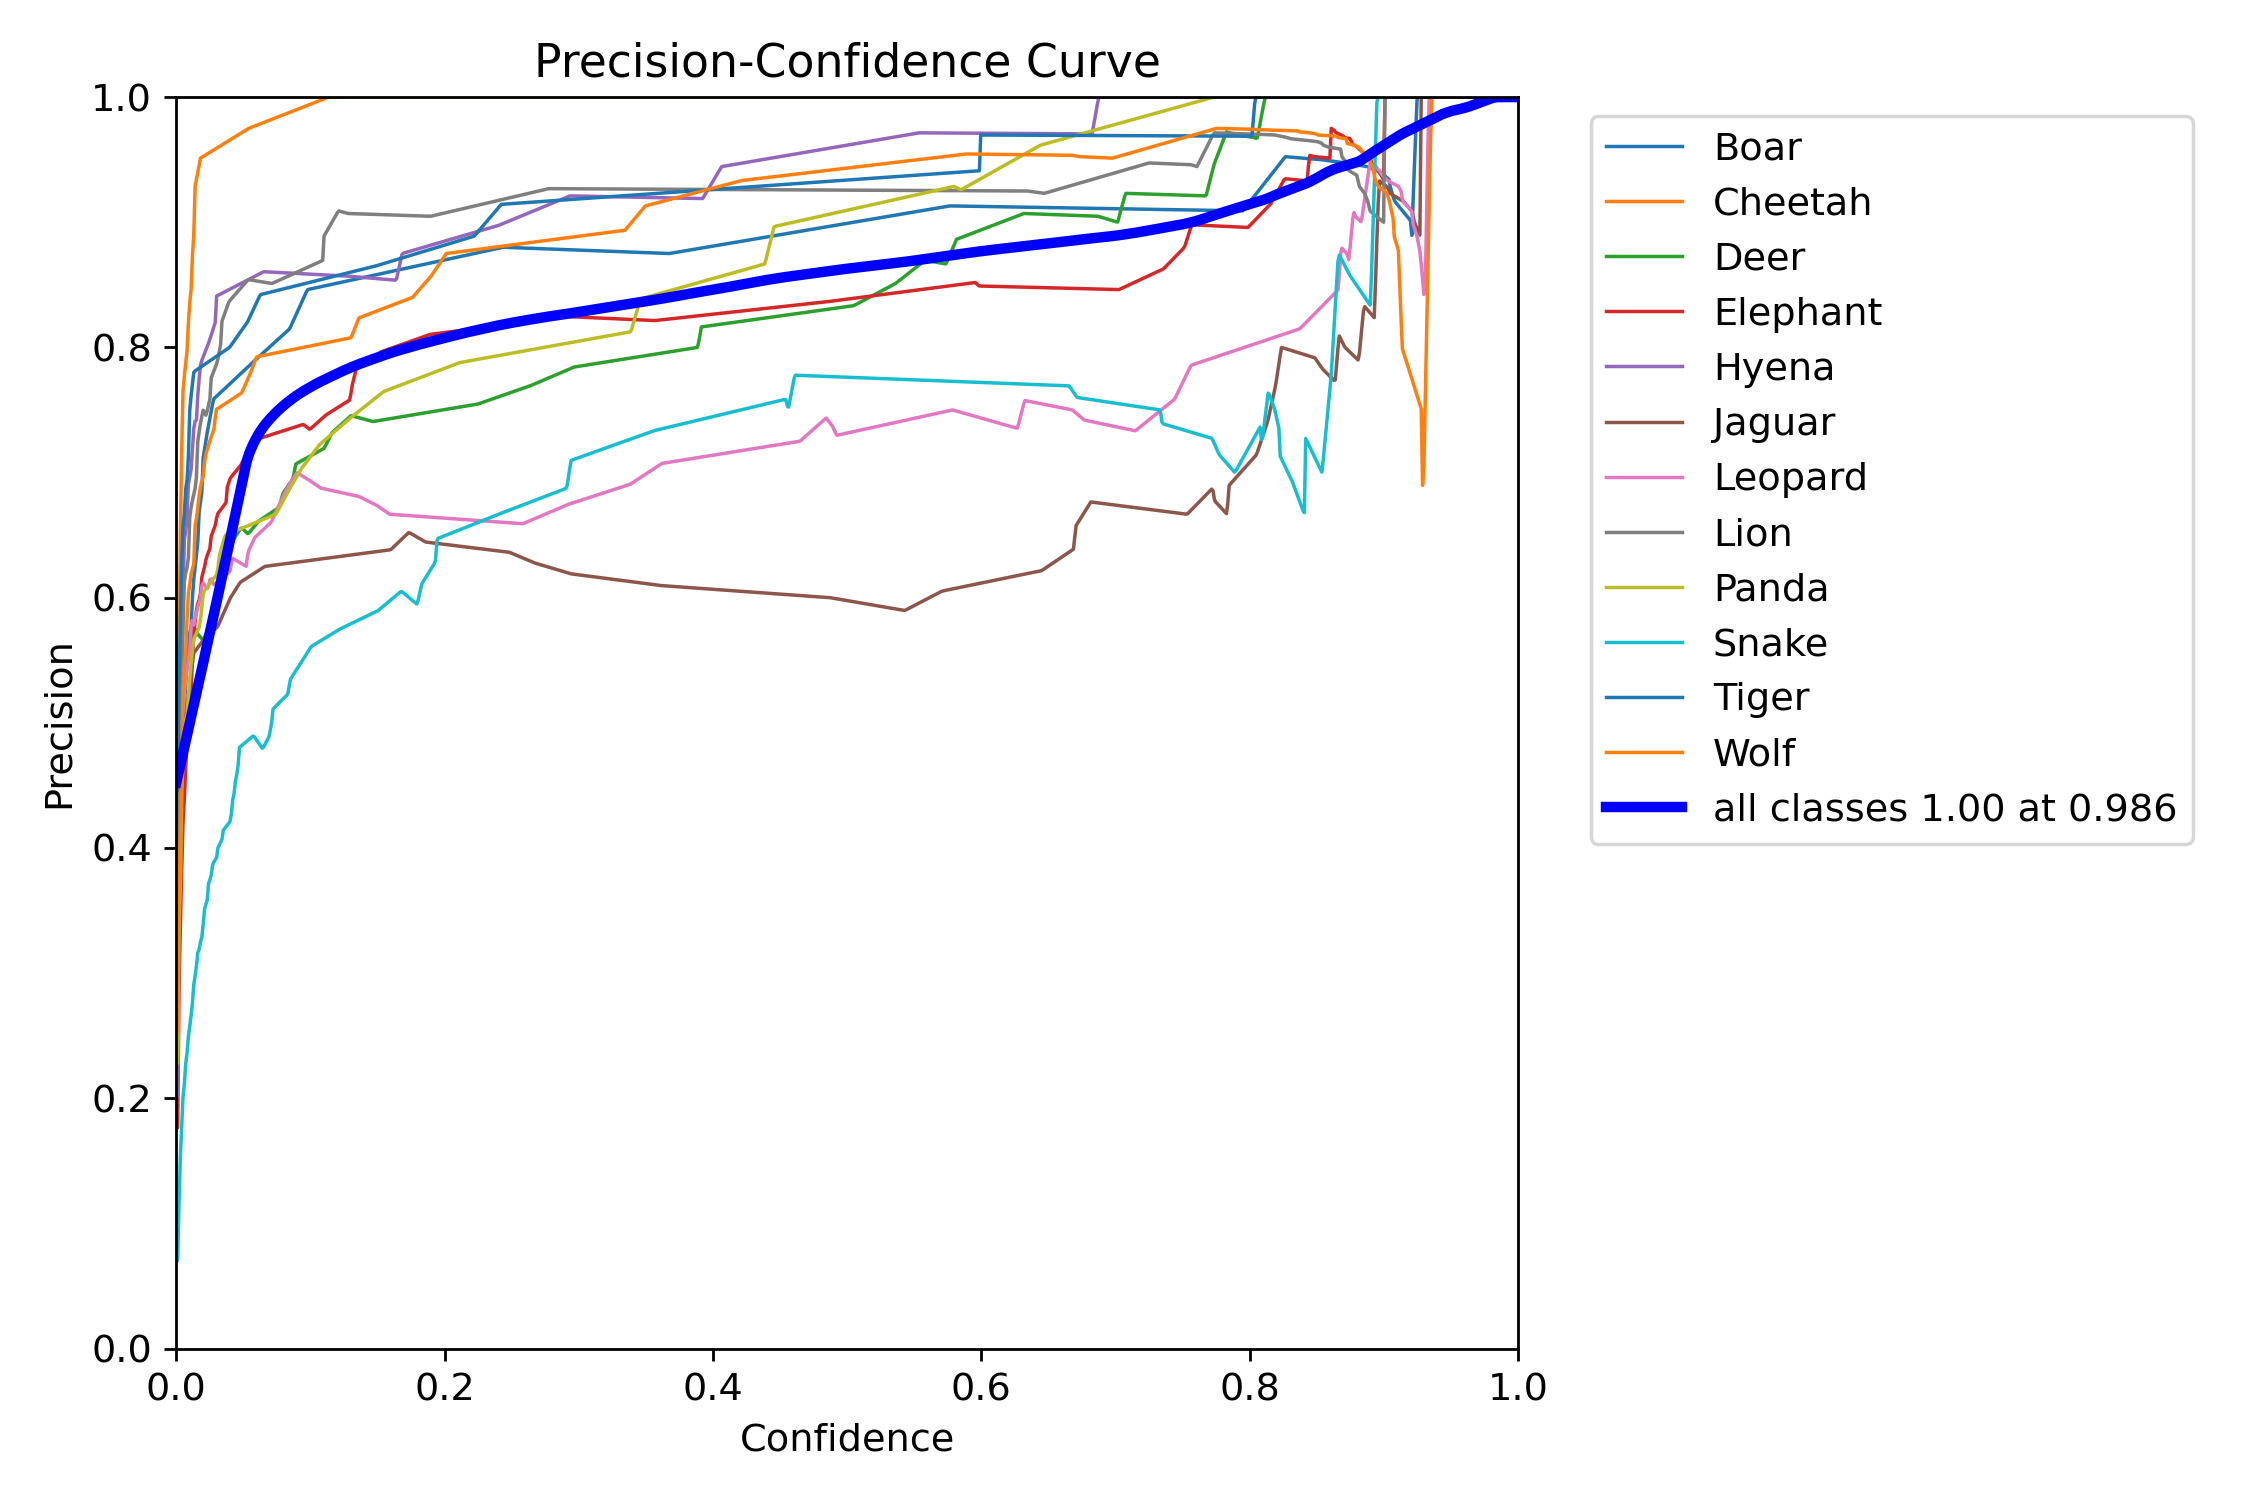 Precision-Confidence Curve
1.0
0.8
0.6
0.4
0.2
0.0
Precision
0.0 0.2 0.4 0.6 0.8 1.0
Confidence
Boar
Cheetah
Deer
Elephant
Hyena
Jaguar
Leopard
Lion
Panda
Snake
Tiger
Wolf
all classes 1.00 at 0.986